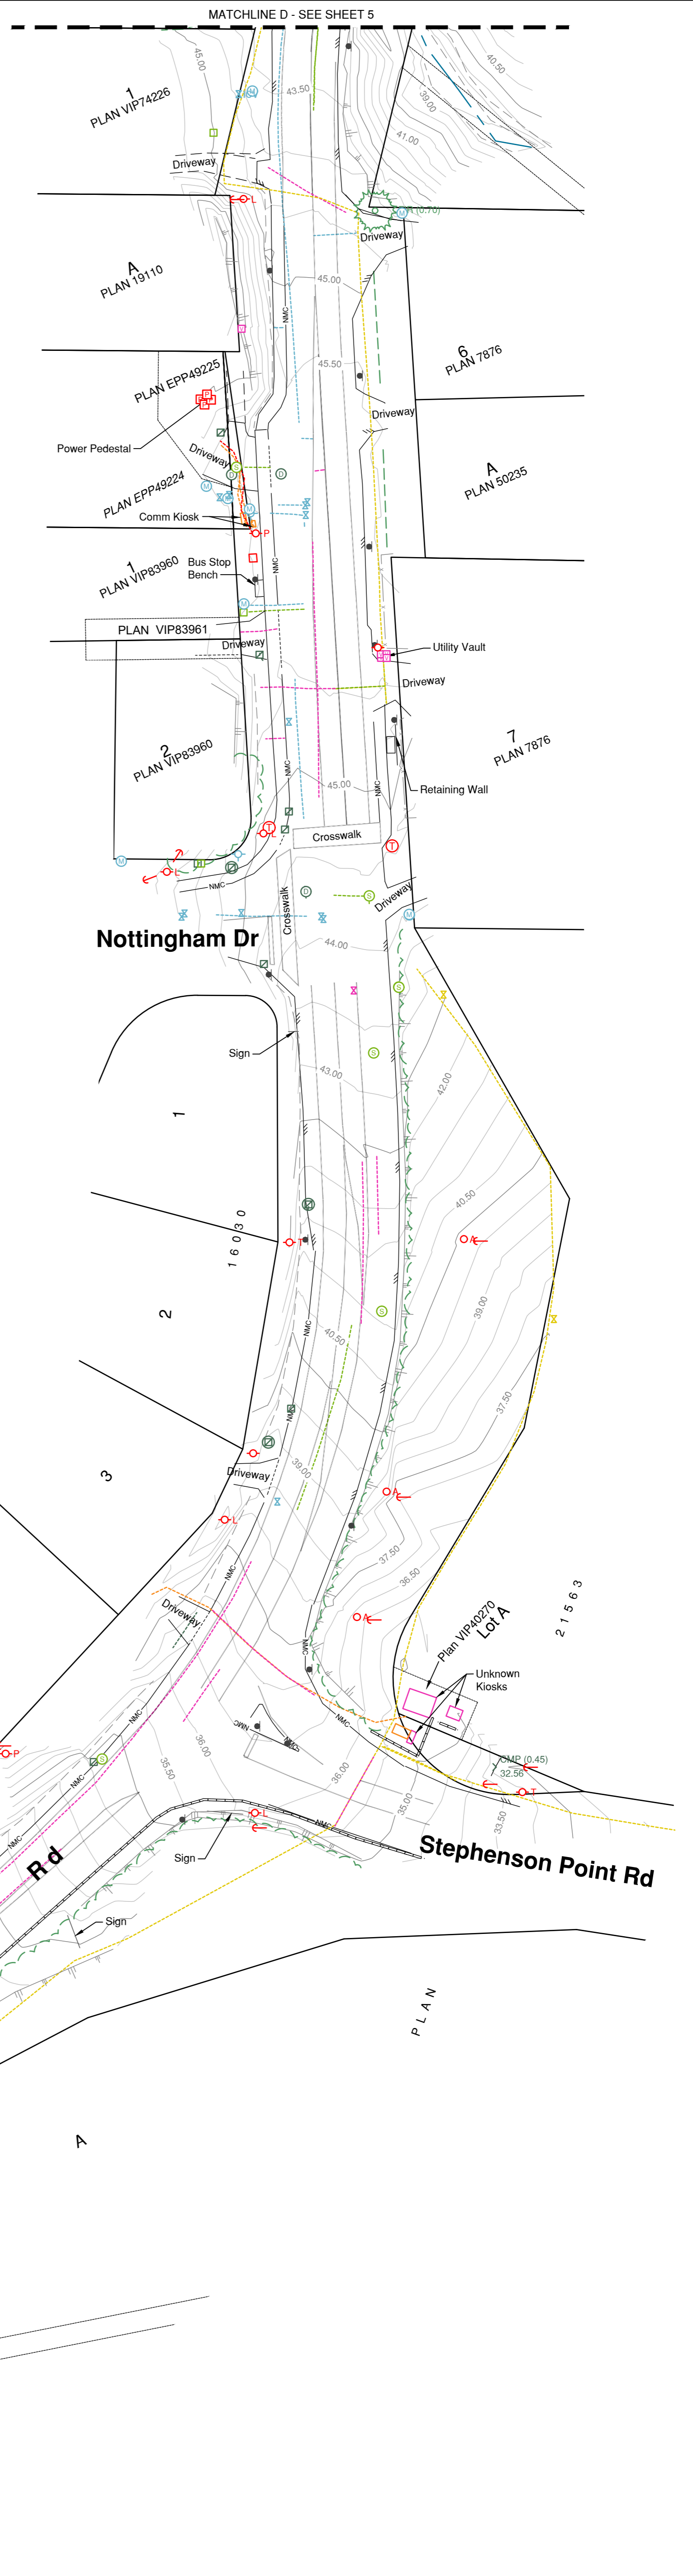 MATCHLINE D - SEE SHEET 5
45.00
43.50
40.50
39.00
41.00
1
PLAN VIP74226
Driveway
L
M
(0.70)
M
Driveway
A
PLAN 19110
45.00
NMC
45.50
6
PLAN 7876
PLAN EPP49225
P
Driveway
Power Pedestal
Driveway
S
D
D
A
PLAN 50235
PLAN EPP49224
M
M
Comm Kiosk
P
1
PLAN VIP83960
Bus Stop
Bench
NMC
M
PLAN VIP83961
Driveway
Utility Vault
Driveway
2
PLAN VIP83960
7
PLAN 7876
NMC
45.00
NMC
Retaining Wall
T
L
Crosswalk
T
M
L
NMC
Crosswalk
D
S
Driveway
M
Nottingham Dr
44.00
S
Sign
S
43.00
42.00
1
40.50
16030
T
A
2
S
39.00
NMC
40.50
37.50
NMC
3
Driveway
39.00
A
L
37.50
36.50
NMC
21563
Driveway
A
Plan VIP40270
Lot A
NMC
Unknown
Kiosks
NMC
NMC
36.00
P
S
35.50
36.00
CMP (0.45)
32.56
T
NMC
35.00
33.50
L
NMC
NMC
Rd
Sign
Stephenson Point Rd
Sign
PLAN
A